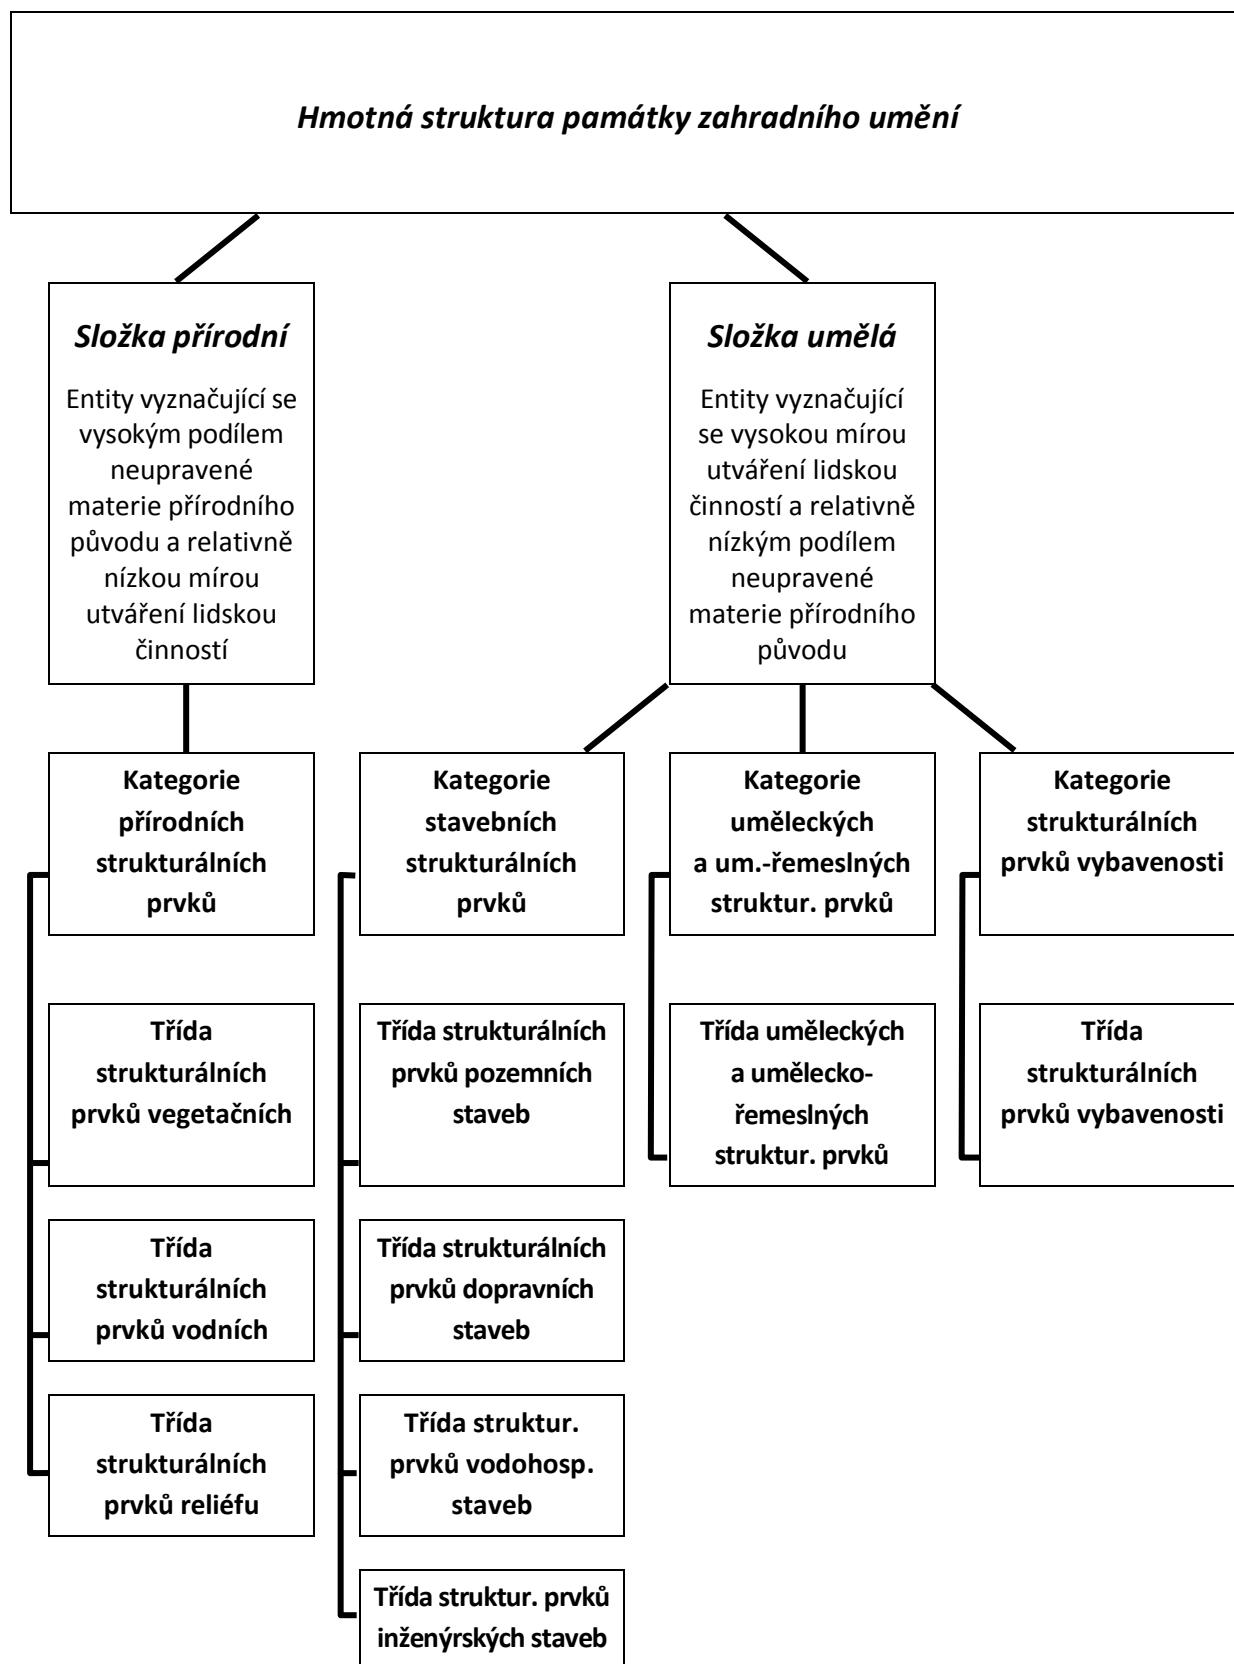 Hmotná struktura památky zahradního umění
Složka přírodní
Entity vyznačující se
vysokým podílem
neupravené
materie přírodního
původu a relativně
nízkou mírou
utváření lidskou
činností
Složka umělá
Entity vyznačující
se vysokou mírou
utváření lidskou
činností a relativně
nízkým podílem
neupravené
materie přírodního
původu
Kategorie
přírodních
strukturálních
prvků
Kategorie
stavebních
strukturálních
prvků
Kategorie
uměleckých
a um.-řemeslných
struktur. prvků
Kategorie
strukturálních
prvků vybavenosti
Třída
strukturálních
prvků vegetačních
Třída strukturálních
prvků pozemních
staveb
Třída uměleckých
a umělecko-
řemeslných
struktur. prvků
Třída
strukturálních
prvků vybavenosti
Třída
strukturálních
prvků vodních
Třída strukturálních
prvků dopravních
staveb
Třída
strukturálních
prvků reliéfu
Třída struktur.
prvků vodohosp.
staveb
Třída struktur. prvků
inženýrských staveb